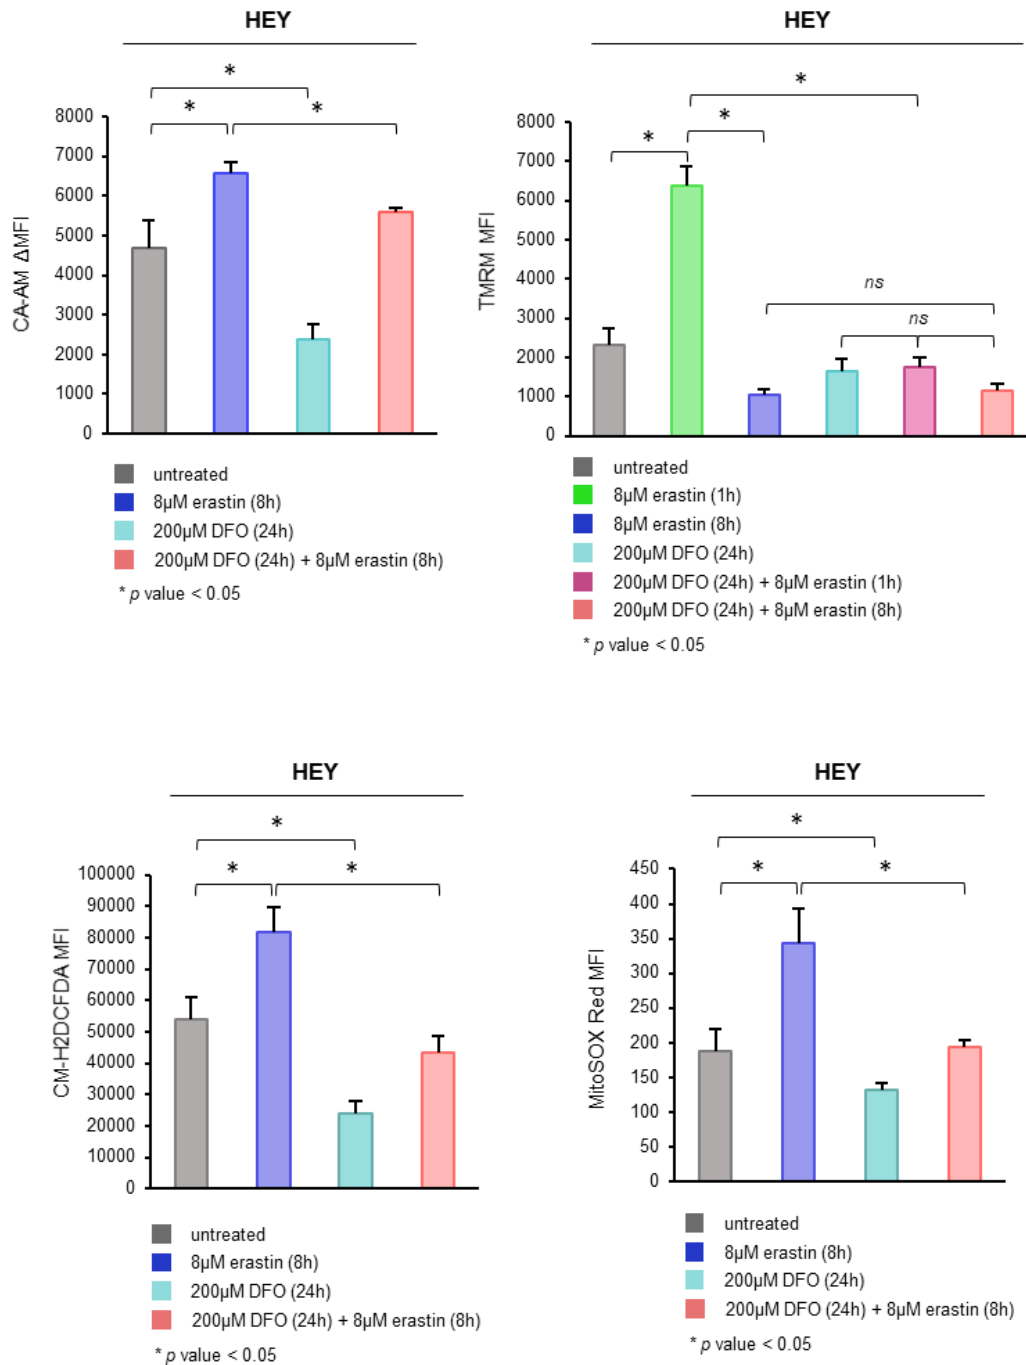 HEY
*
*
*
8000
7000
6000
5000
4000
3000
2000
1000
0
CA-AM ΔMFI
untreated
8µM erastin (8h)
200µM DFO (24h)
200µM DFO (24h) + 8µM erastin (8h)
* p value < 0.05
HEY
*
*
*
ns
ns
8000
7000
6000
5000
4000
3000
2000
1000
0
TMRM MFI
untreated
8µM erastin (1h)
8µM erastin (8h)
200µM DFO (24h)
200µM DFO (24h) + 8µM erastin (1h)
200µM DFO (24h) + 8µM erastin (8h)
* p value < 0.05
HEY
*
*
*
100000
90000
80000
70000
60000
50000
40000
30000
20000
10000
0
CM-H2DCFDA MFI
untreated
8µM erastin (8h)
200µM DFO (24h)
200µM DFO (24h) + 8µM erastin (8h)
* p value < 0.05
HEY
*
*
*
450
400
350
300
250
200
150
100
50
0
MitoSOX Red MFI
untreated
8µM erastin (8h)
200µM DFO (24h)
200µM DFO (24h) + 8µM erastin (8h)
* p value < 0.05